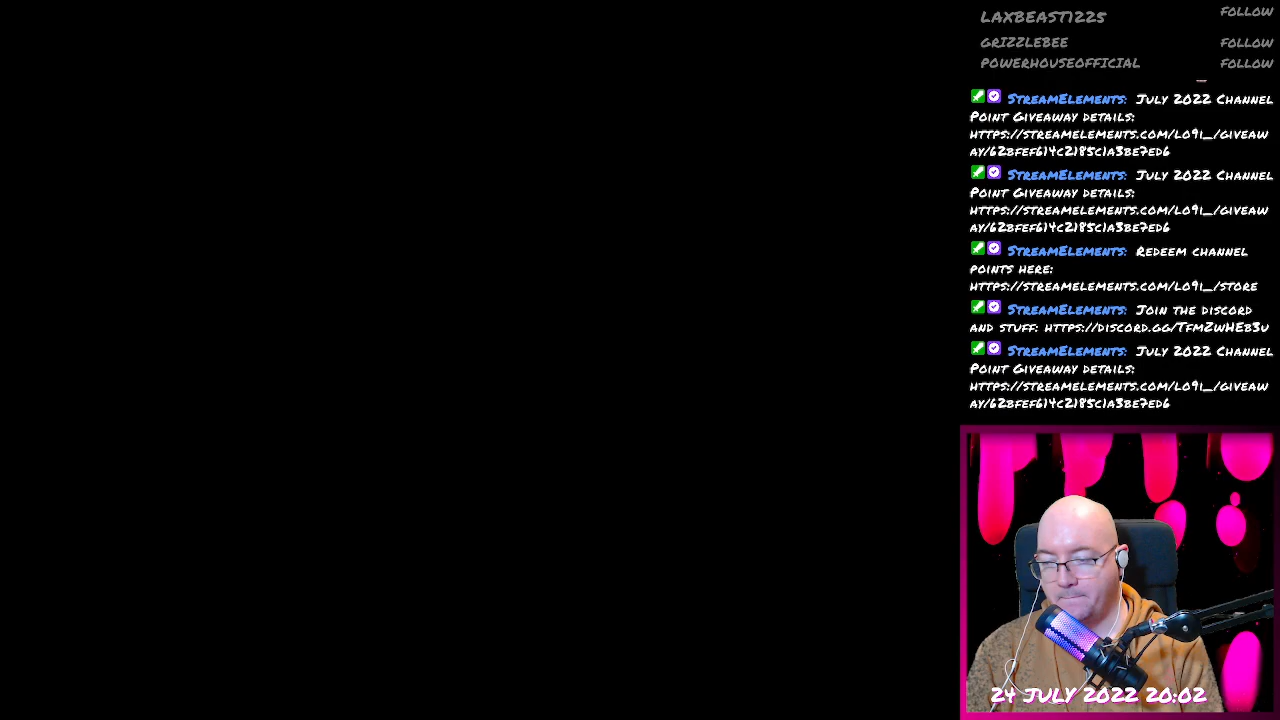 LAXBEAST1225 FOLLOW
GRIZZLEBEE FOLLOW
POWERHOUSEOFFICIAL FOLLOW
StreamElements: July 2022 Channel
Point Giveaway details:
https://streamelements.com/lo9i_/giveaw
ay/62bfef614c2185c1a3be7ed6
StreamElements: July 2022 Channel
Point Giveaway details:
https://streamelements.com/lo9i_/giveaw
ay/62bfef614c2185c1a3be7ed6
StreamElements: Redeem channel
points here:
https://streamelements.com/lo9i_/store
StreamElements: Join the discord
and stuff: https://discord.gg/TfmZwHEb3u
StreamElements: July 2022 Channel
Point Giveaway details:
https://streamelements.com/lo9i_/giveaw
ay/62bfef614c2185c1a3be7ed6
24 JULY 2022 20:02